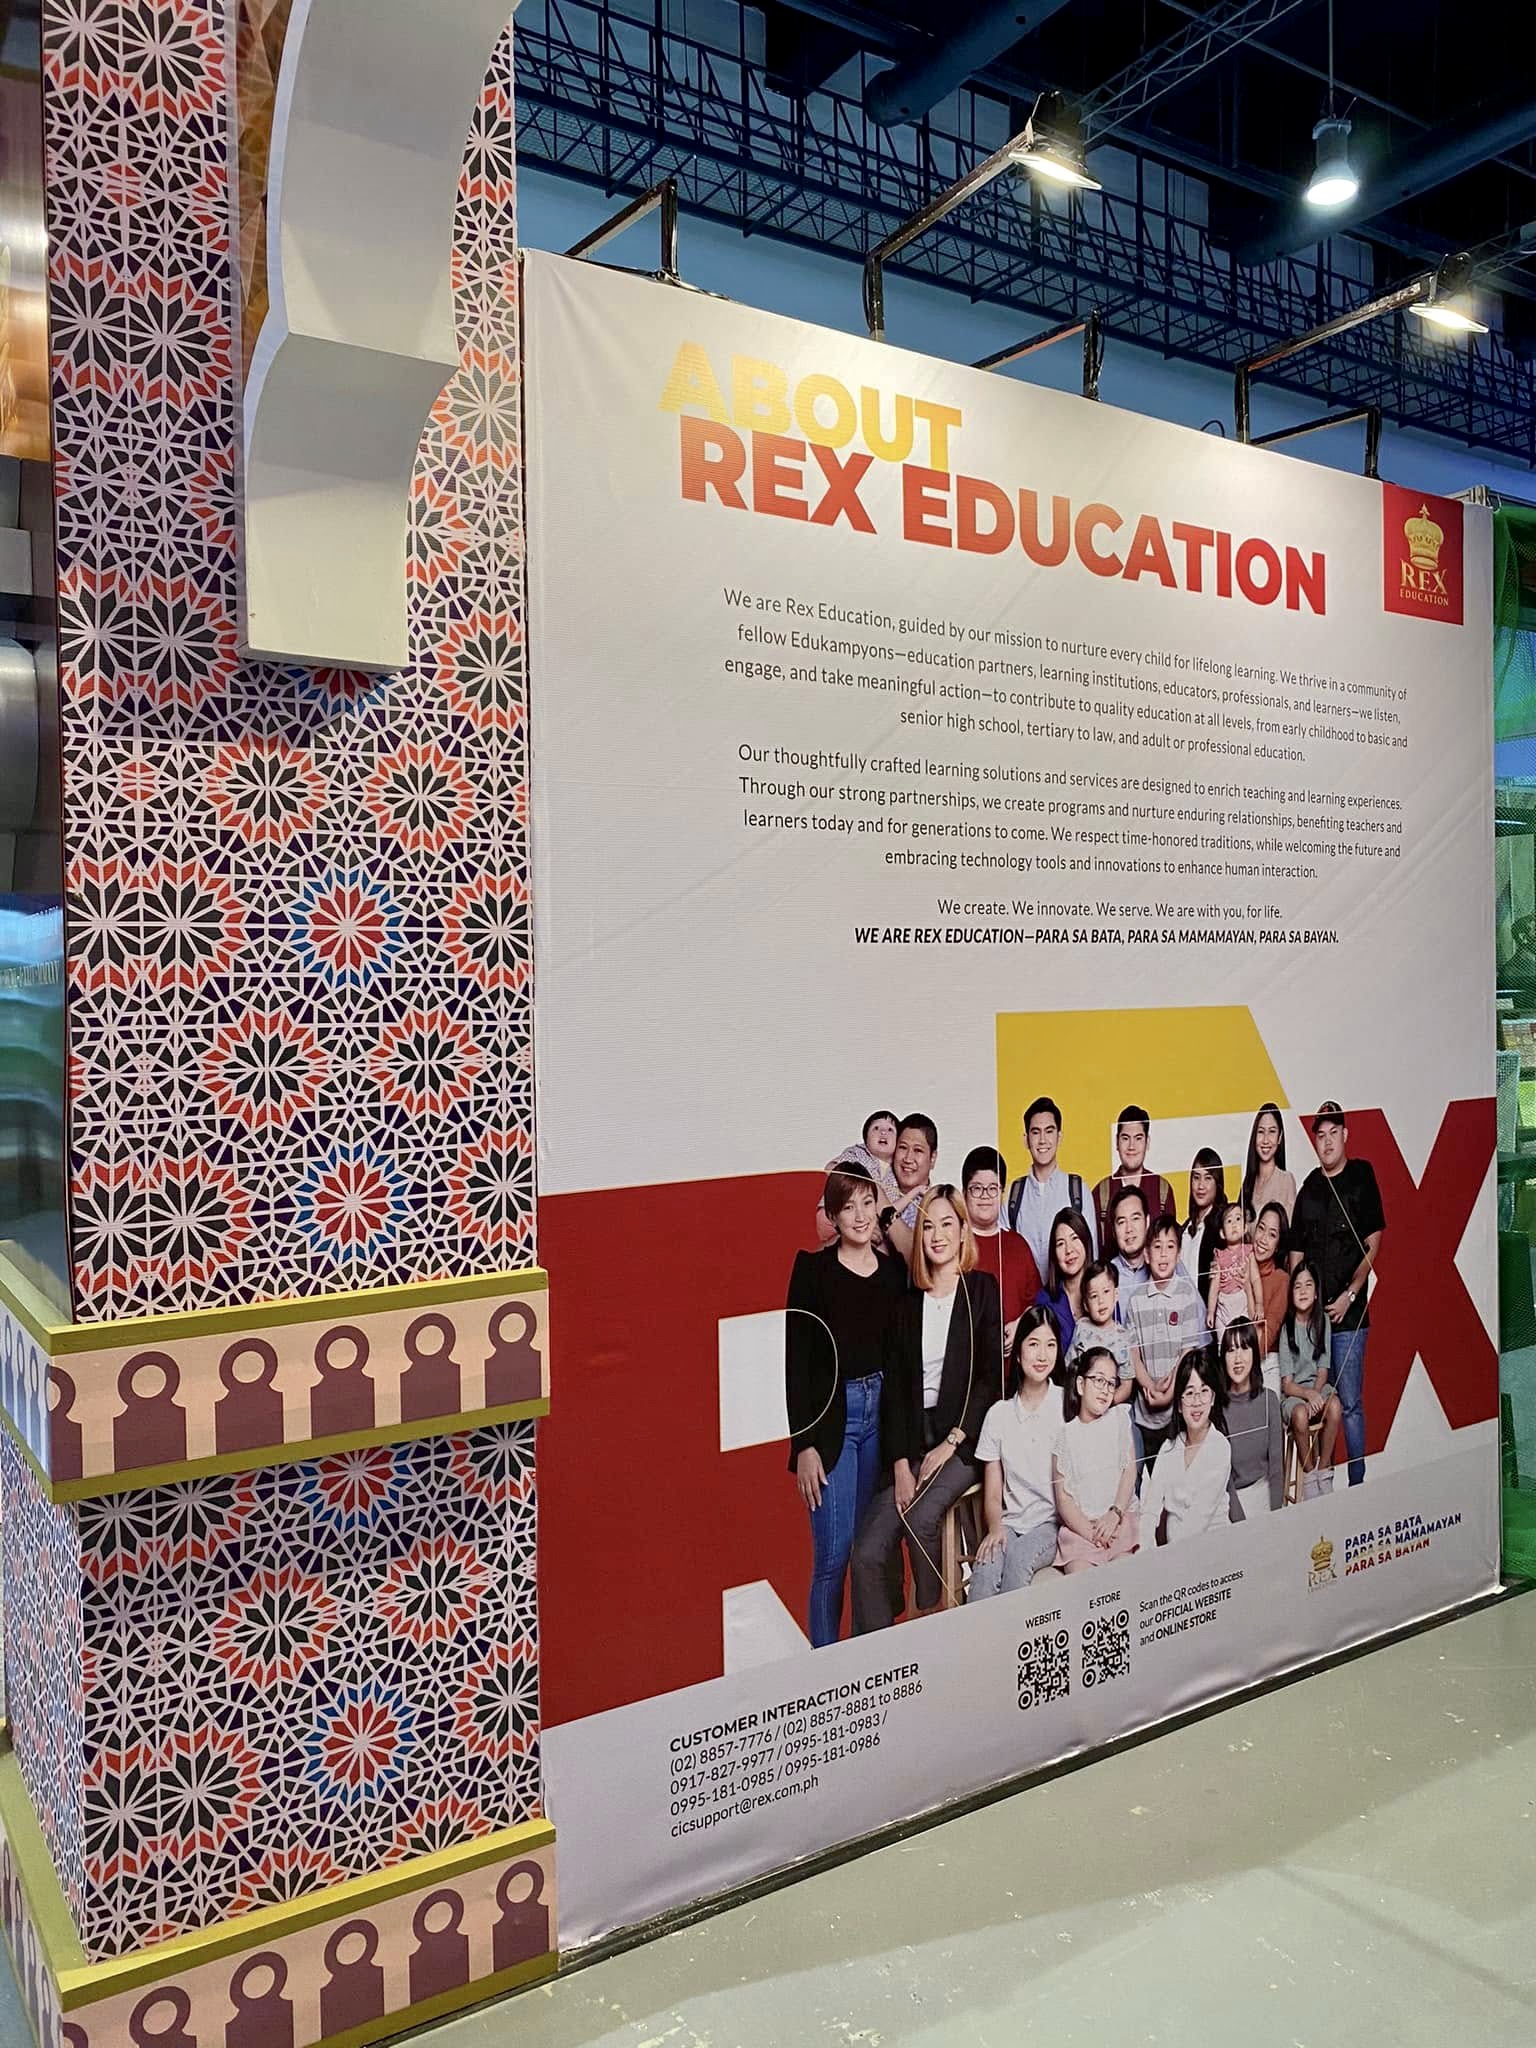 ABOUT
REX EDUCATION
REX
EDUCATION
We are Rex Education, guided by our mission to nurture every child for lifelong learning. We thrive in a community of
fellow Edukampyons—education partners, learning institutions, educators, professionals, and learners—we listen,
engage, and take meaningful action—to contribute to quality education at all levels, from early childhood to basic and
senior high school, tertiary to law, and adult or professional education.
Our thoughtfully crafted learning solutions and services are designed to enrich teaching and learning experiences.
Through our strong partnerships, we create programs and nurture enduring relationships, benefiting teachers and
learners today and for generations to come. We respect time-honored traditions, while welcoming the future and
embracing technology tools and innovations to enhance human interaction.
We create. We innovate. We serve. We are with you, for life.
WE ARE REX EDUCATION—PARA SA BATA, PARA SA MAMAMAYAN, PARA SA BAYAN.
REX
CUSTOMER INTERACTION CENTER
(02) 8857-7776 / (02) 8857-8881 to 8886
0917-827-9977 / 0995-181-0983 /
0995-181-0985 / 0995-181-0986
cicsupport@rex.com.ph
WEBSITE
E-STORE
Scan the QR codes to access
our OFFICIAL WEBSITE
and ONLINE STORE
REX
PARA SA BATA
PARA SA MAMAMAYAN
PARA SA BAYAN